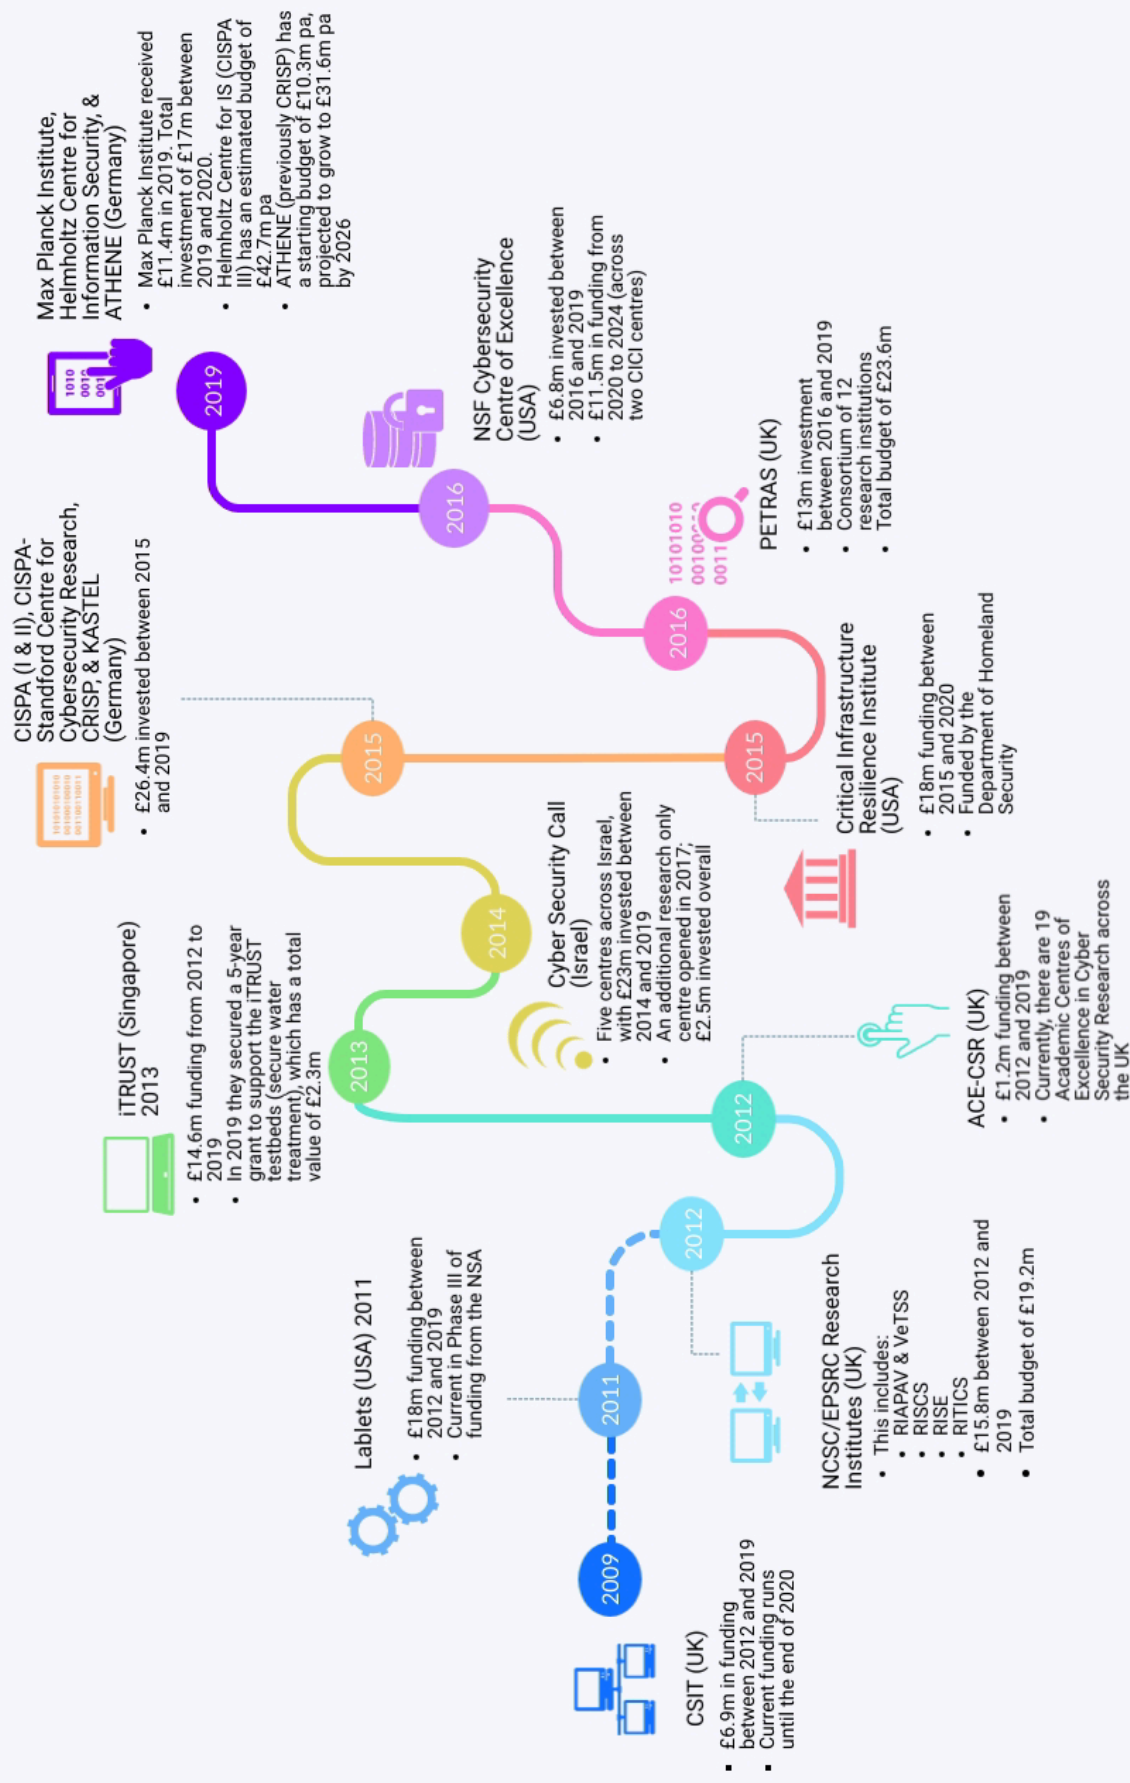 2009
CSIT (UK)
£6.9m in funding
between 2012 and 2019
Current funding runs
until the end of 2020
2011
Lablets (USA) 2011
£18m funding between
2012 and 2019
Current in Phase III of
funding from the NSA
2012
NCSC/EPSRC Research
Institutes (UK)
This includes:
RIAPAV & VeTSS
RISCS
RISE
RITICS
£15.8m between 2012 and
2019
Total budget of £19.2m
2012
ACE-CSR (UK)
£1.2m funding between
2012 and 2019
Currently, there are 19
Academic Centres of
Excellence in Cyber
Security Research across
the UK
2013
iTRUST (Singapore)
2013
£14.6m funding from 2012 to
2019
In 2019 they secured a 5-year
grant to support the iTRUST
testbeds (secure water
treatment), which has a total
value of £2.3m
2014
Cyber Security Call
(Israel)
Five centres across Israel,
with £23m invested between
2014 and 2019
An additional research only
centre opened in 2017;
£2.5m invested overall
2015
CISPA (I & II), CISPA-
Standford Centre for
Cybersecurity Research,
CRISP, & KASTEL
(Germany)
£26.4m invested between 2015
and 2019
101010101010
001000100010
001100110011
2015
Critical Infrastructure
Resilience Institute
(USA)
£18m funding between
2015 and 2020
Funded by the
Department of Homeland
Security
2016
10101010
00100
0011
PETRAS (UK)
£13m investment
between 2016 and 2019
Consortium of 12
research institutions
Total budget of £23.6m
2016
NSF Cybersecurity
Centre of Excellence
(USA)
£6.8m invested between
2016 and 2019
£11.5m in funding from
2020 to 2024 (across
two CICI centres)
2019
1010
001
001
Max Planck Institute,
Helmholtz Centre for
Information Security, &
ATHENE (Germany)
Max Planck Institute received
£11.4m in 2019. Total
investment of £17m between
2019 and 2020.
Helmholtz Centre for IS (CISPA
III) has an estimated budget of
£42.7m pa
ATHENE (previously CRISP) has
a starting budget of £10.3m pa,
projected to grow to £31.6m pa
by 2026